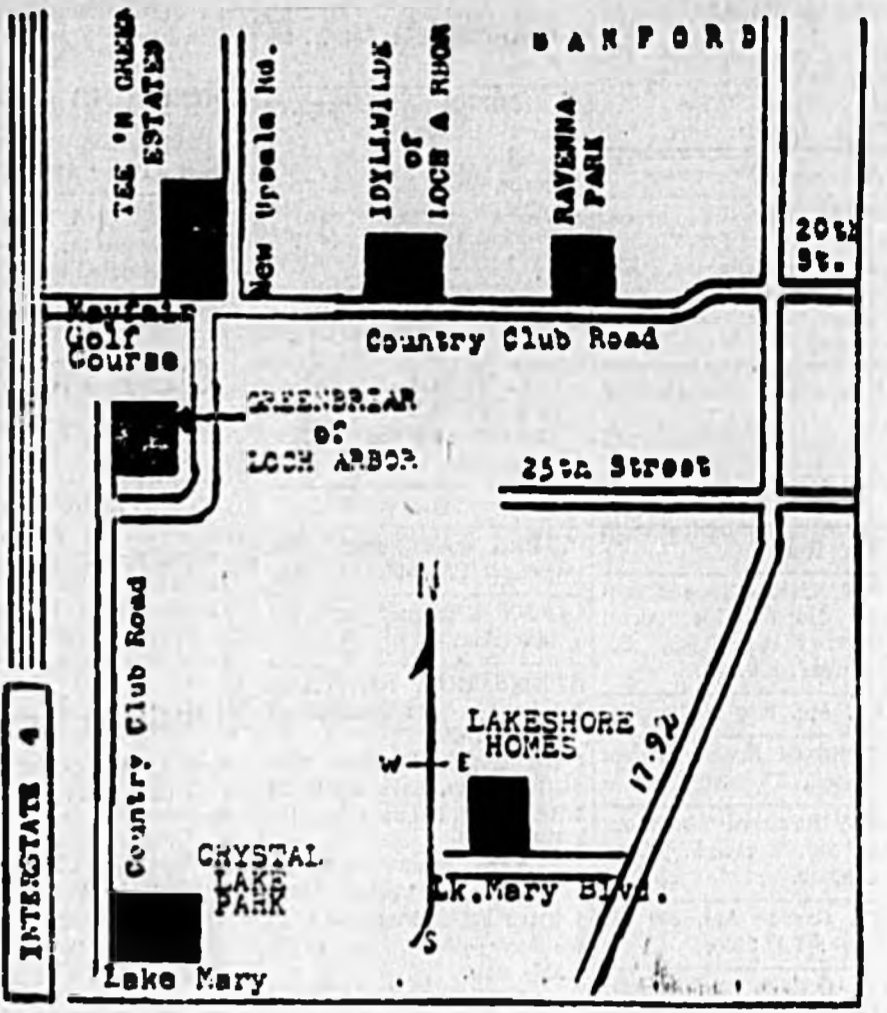 SANFORD
TEE 'N GREEN
ESTATES
New Upsala Rd.
IDYLLWILDE
of
LOCH ARBOR
RAVENNA
PARK
20th
St.
Mayfair
Golf
Course
Country Club Road
GREENBRIAR
of
LOCH ARBOR
25th Street
Country Club Road
N
W
E
S
LAKESHORE
HOMES
17-92
Lk.Mary Blvd.
INTERSTATE 4
CRYSTAL
LAKE
PARK
Lake Mary